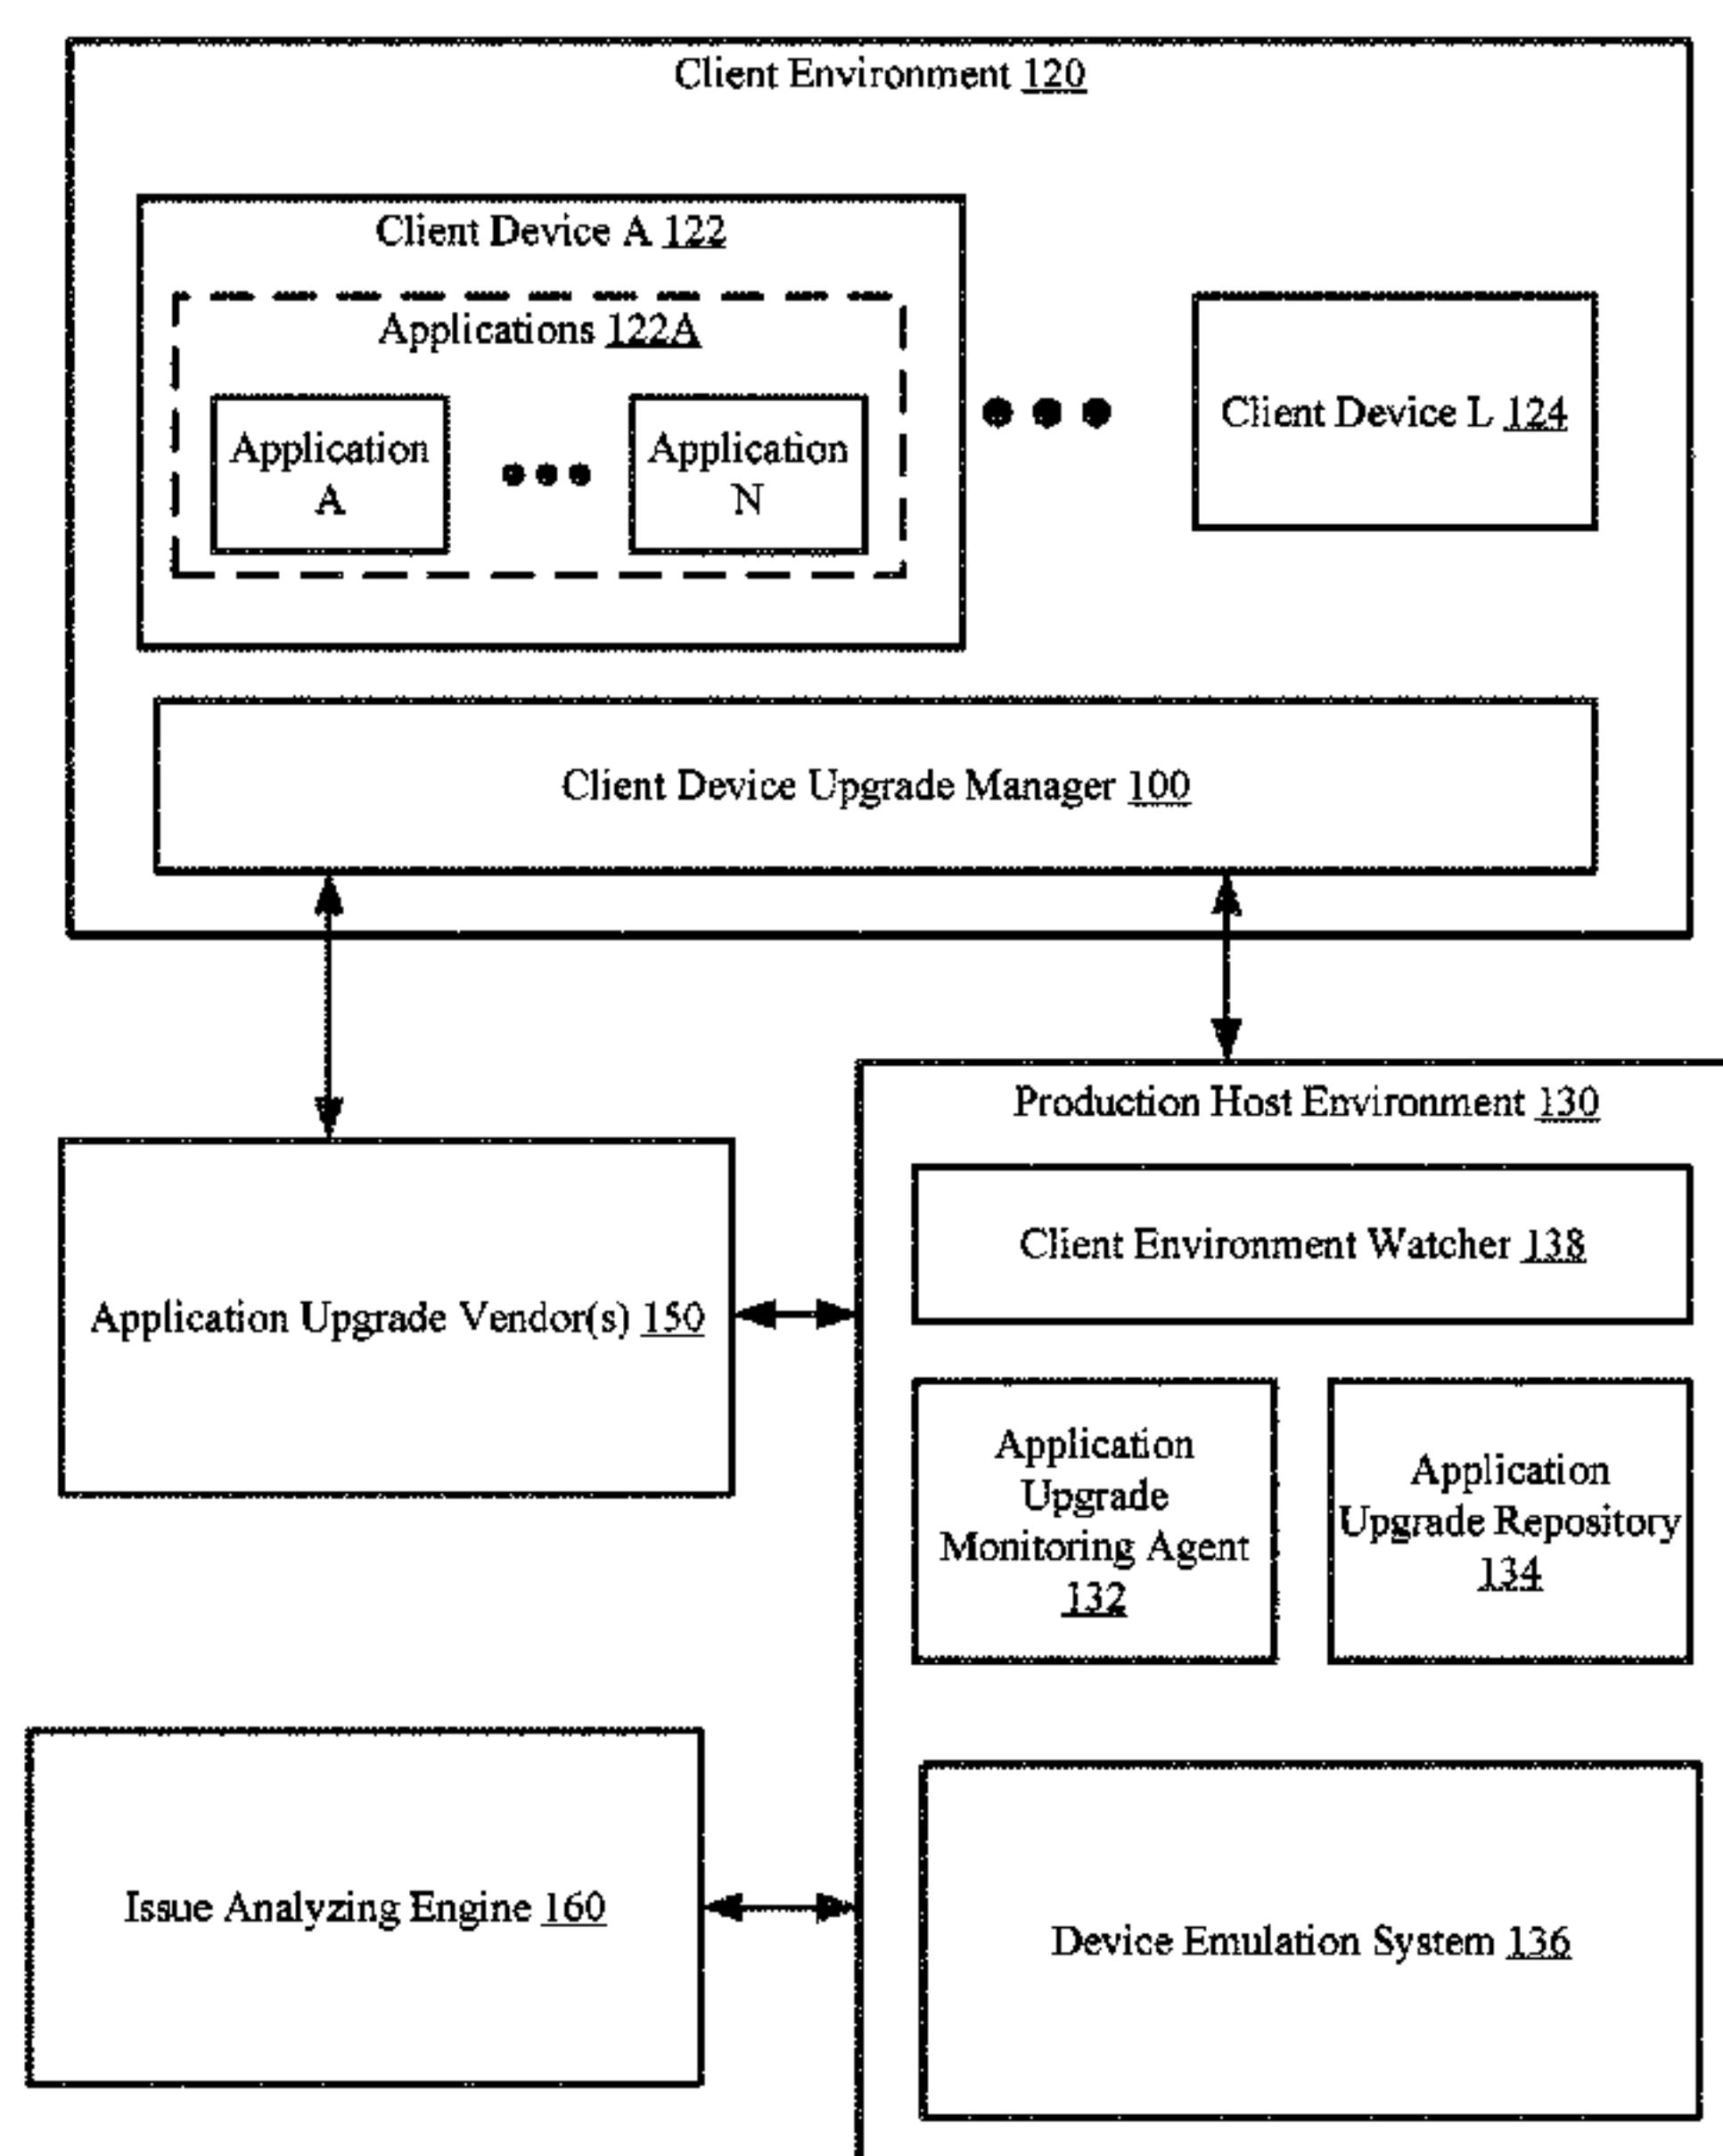 Client Environment 120
Client Device A 122
Applications 122A
Application
A
Application
N
Client Device L 124
Client Device Upgrade Manager 100
Production Host Environment 130
Client Environment Watcher 138
Application Upgrade Vendor(s) 150
Application
Upgrade
Monitoring Agent
132
Application
Upgrade Repository
134
Issue Analyzing Engine 160
Device Emulation System 136